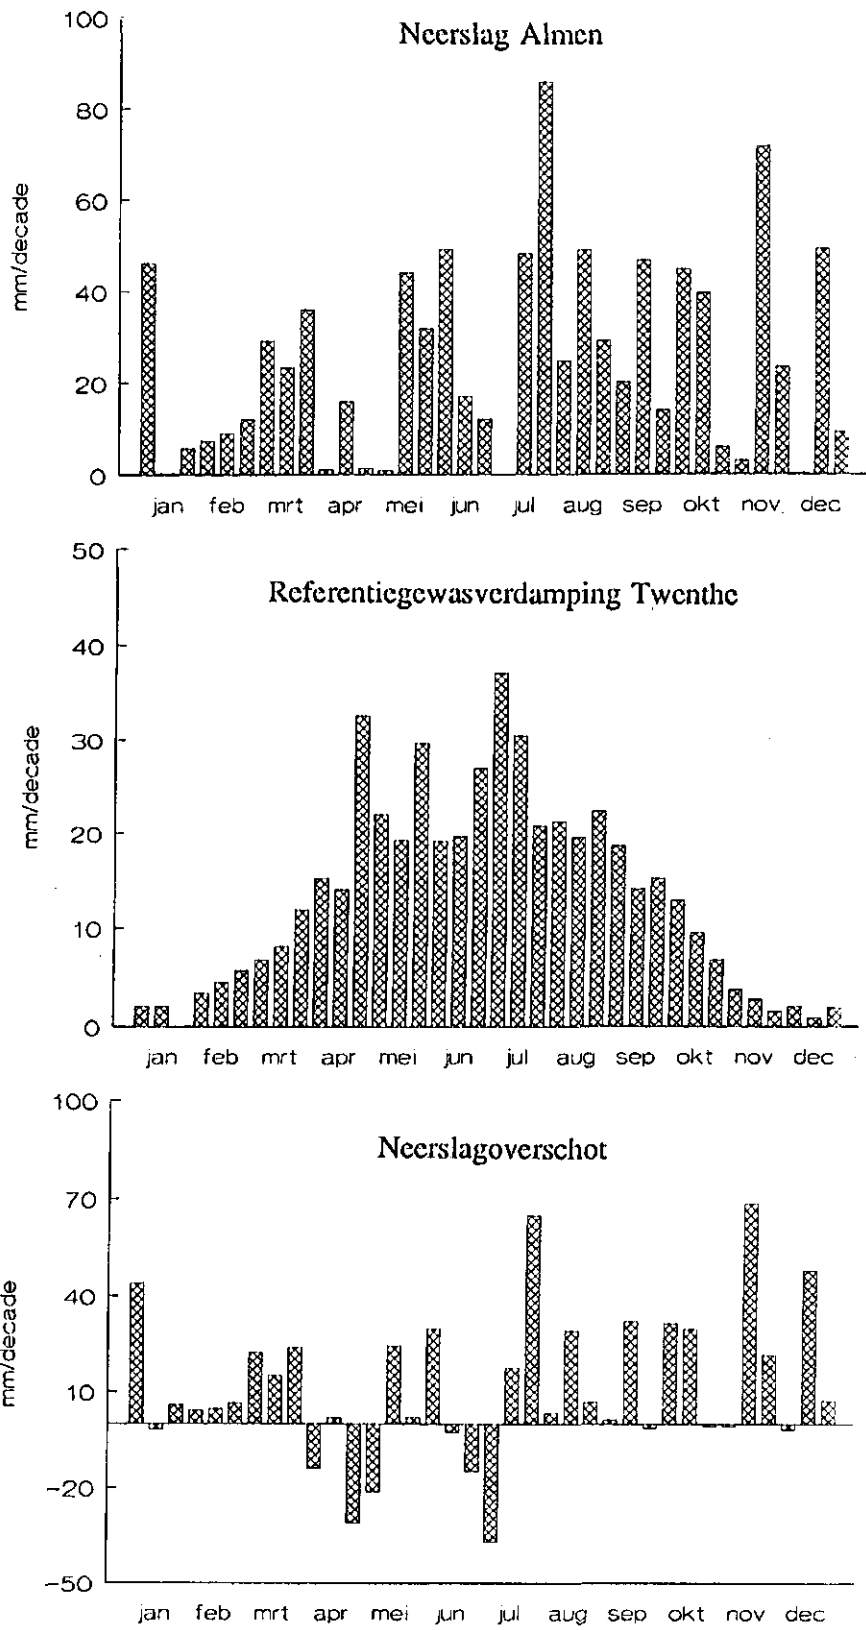 Neerslag Almen
100
80
60
40
20
0
mm/decade
jan feb mrt apr mei jun jul aug sep okt nov. dec
Referentiegewasverdamping Twenthe
50
40
30
20
10
0
mm/decade
jan feb mrt apr mei jun jul aug sep okt nov dec
Neerslagoverschot
100
70
40
10
-20
-50
mm/decade
jan feb mrt apr mei jun jul aug sep okt nov dec